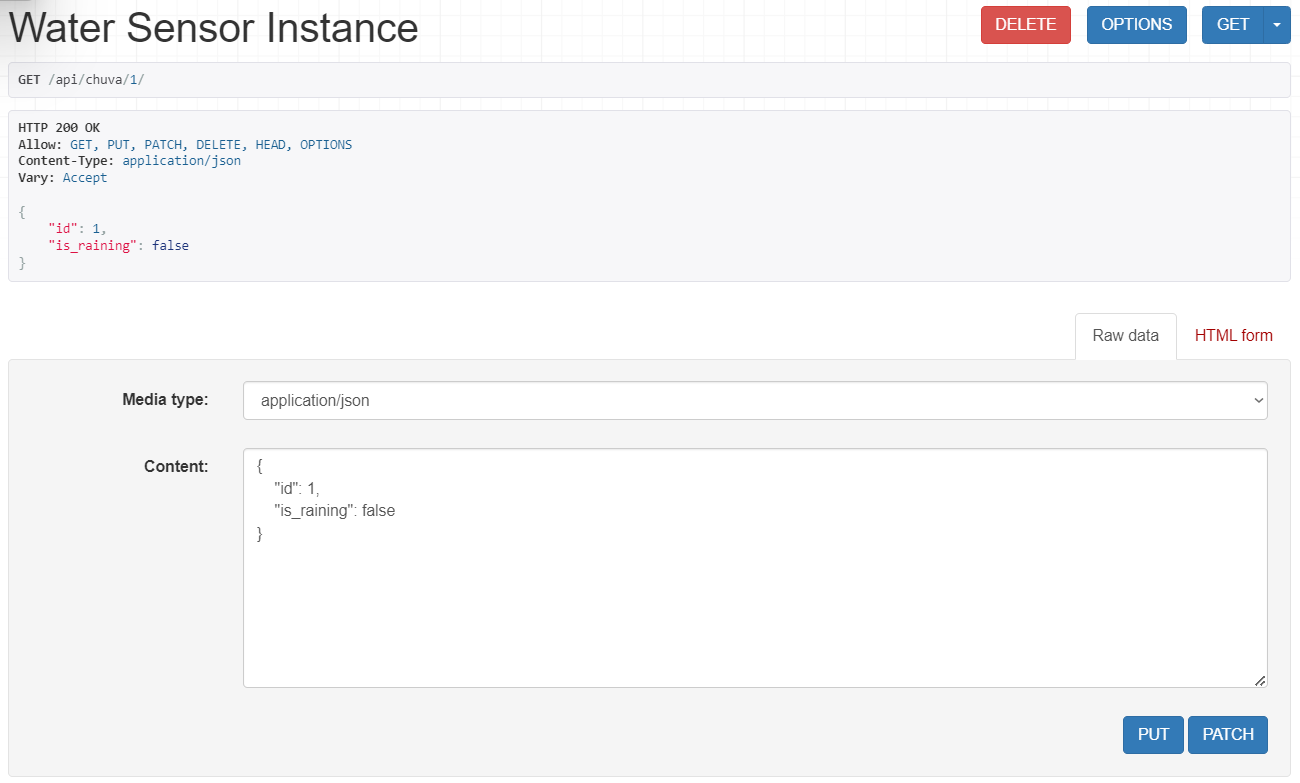 Water Sensor Instance
DELETE
OPTIONS
GET
GET /api/chuva/1/
HTTP 200 OK
Allow: GET, PUT, PATCH, DELETE, HEAD, OPTIONS
Content-Type: application/json
Vary: Accept
{
"id": 1,
"is_raining": false
}
Raw data
HTML form
Media type:
application/json
Content:
{
"id": 1,
"is_raining": false
}
PUT
PATCH